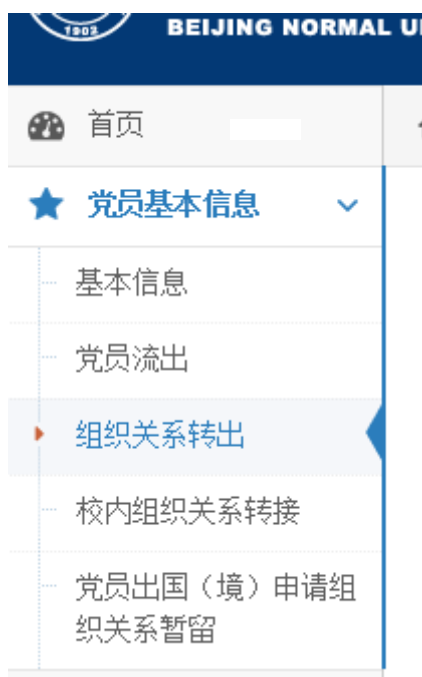 1902
BEIJING NORMAL U
首页
党员基本信息
基本信息
党员流出
组织关系转出
校内组织关系转接
党员出国（境）申请组
织关系暂留